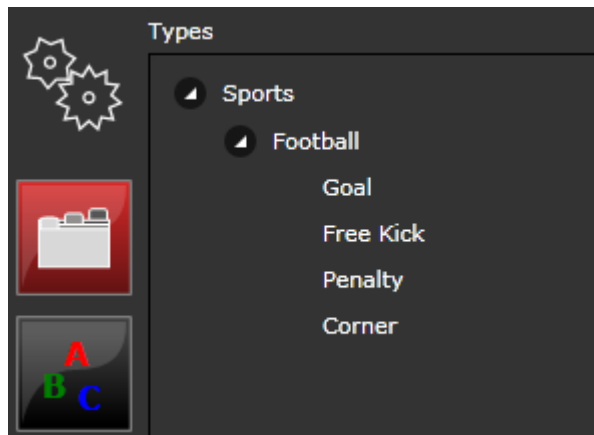 Types
Sports
Football
Goal
Free Kick
Penalty
Corner
A
B C